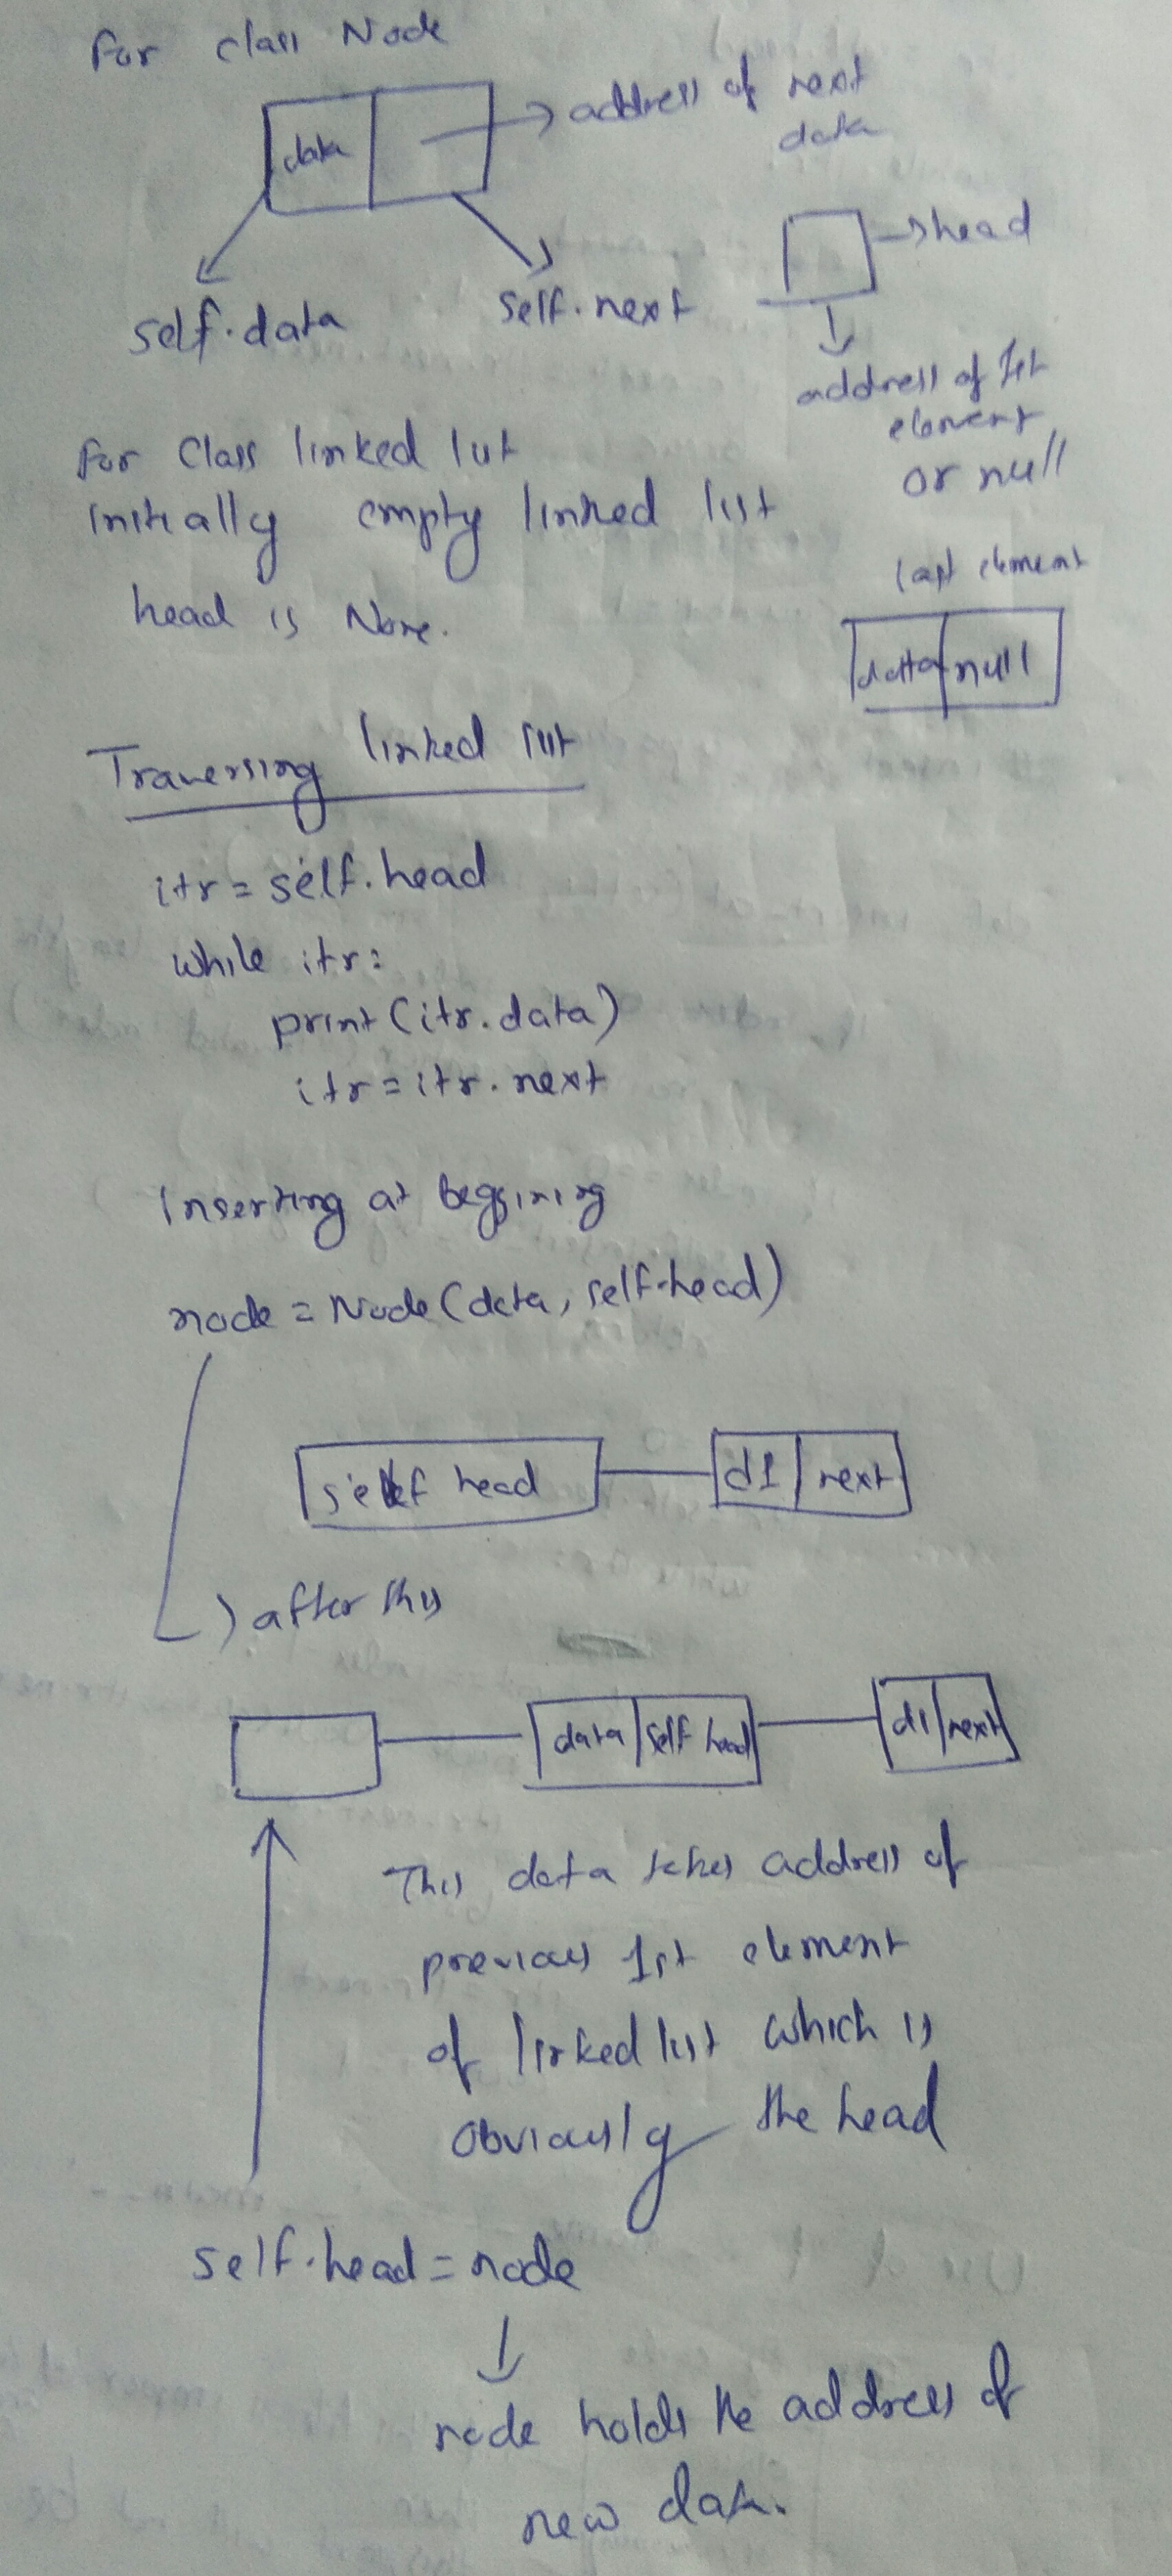 For class Node
data
→ address of next
data
self.data
self.next
→ head
address of 1st
element
or null
For Class linked list
initially empty linked list
head is None.
last element
data null
Traversing linked list
itr = self.head
while itr:
print(itr.data)
itr = itr.next
Inserting at beggining
node = Node(data, self.head)
self head
d1 next
after this
data self head
d1 next
This data takes address of
previous 1st element
of linked list which is
obviously the head
self.head = node
node holds the address of
new data.